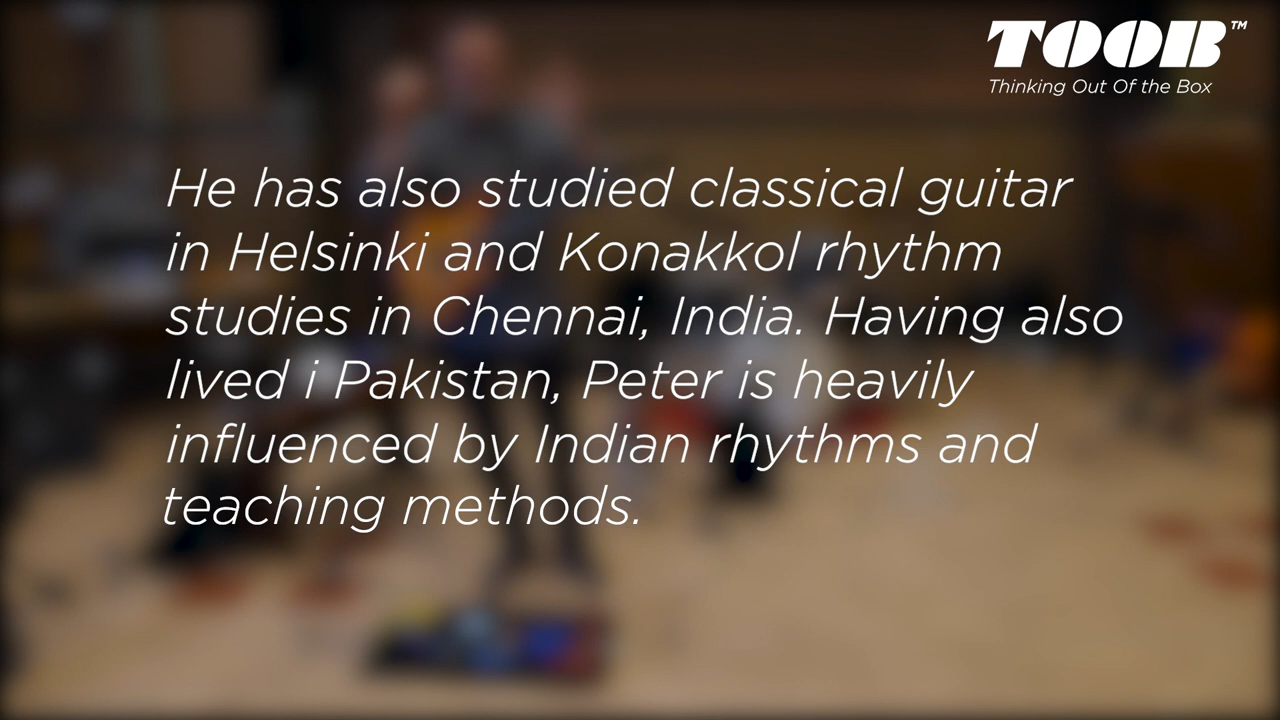 TOOB™
Thinking Out Of the Box
He has also studied classical guitar
in Helsinki and Konakkol rhythm
studies in Chennai, India. Having also
lived i Pakistan, Peter is heavily
influenced by Indian rhythms and
teaching methods.